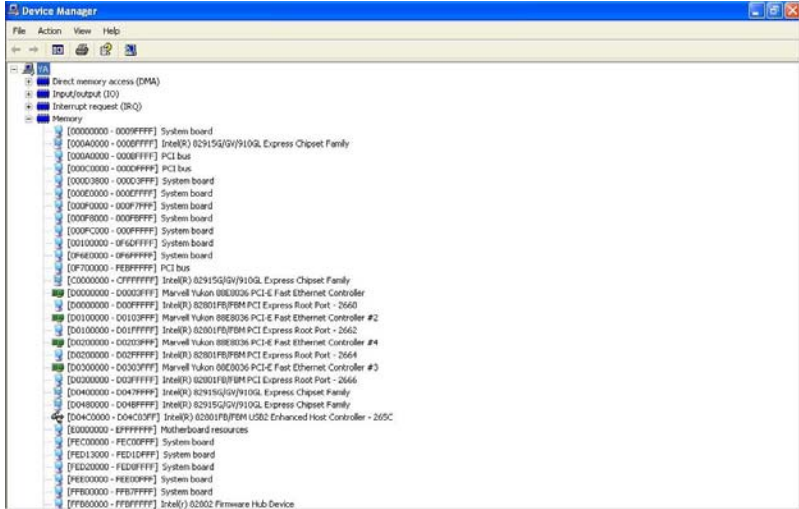 Device Manager
File Action View Help
YA
Direct memory access (DMA)
Input/output (IO)
Interrupt request (IRQ)
Memory
[00000000 - 0009FFFF] System board
[000A0000 - 000BFFFF] Intel(R) 82915G/GV/910GL Express Chipset Family
[000A0000 - 000BFFFF] PCI bus
[000C0000 - 000DFFFF] PCI bus
[000D3800 - 000D3FFF] System board
[000E0000 - 000EFFFF] System board
[000F0000 - 000F7FFF] System board
[000F8000 - 000FBFFF] System board
[000FC000 - 000FFFFF] System board
[00100000 - 0F6DFFFF] System board
[0F6E0000 - 0F6FFFFF] System board
[0F700000 - FEBFFFFF] PCI bus
[C0000000 - CFFFFFFF] Intel(R) 82915G/GV/910GL Express Chipset Family
[D0000000 - D0003FFF] Marvell Yukon 88E8036 PCI-E Fast Ethernet Controller
[D0000000 - D00FFFFF] Intel(R) 82801FB/FBM PCI Express Root Port - 2660
[D0100000 - D0103FFF] Marvell Yukon 88E8036 PCI-E Fast Ethernet Controller #2
[D0100000 - D01FFFFF] Intel(R) 82801FB/FBM PCI Express Root Port - 2662
[D0200000 - D0203FFF] Marvell Yukon 88E8036 PCI-E Fast Ethernet Controller #4
[D0200000 - D02FFFFF] Intel(R) 82801FB/FBM PCI Express Root Port - 2664
[D0300000 - D0303FFF] Marvell Yukon 88E8036 PCI-E Fast Ethernet Controller #3
[D0300000 - D03FFFFF] Intel(R) 82801FB/FBM PCI Express Root Port - 2666
[D0400000 - D047FFFF] Intel(R) 82915G/GV/910GL Express Chipset Family
[D0480000 - D04BFFFF] Intel(R) 82915G/GV/910GL Express Chipset Family
[D04C0000 - D04C03FF] Intel(R) 82801FB/FBM USB2 Enhanced Host Controller - 265C
[E0000000 - EFFFFFFF] Motherboard resources
[FEC00000 - FEC00FFF] System board
[FED13000 - FED1DFFF] System board
[FED20000 - FED8FFFF] System board
[FEE00000 - FEE00FFF] System board
[FFB00000 - FFB7FFFF] System board
[FFB80000 - FFBFFFFF] Intel(r) 82802 Firmware Hub Device